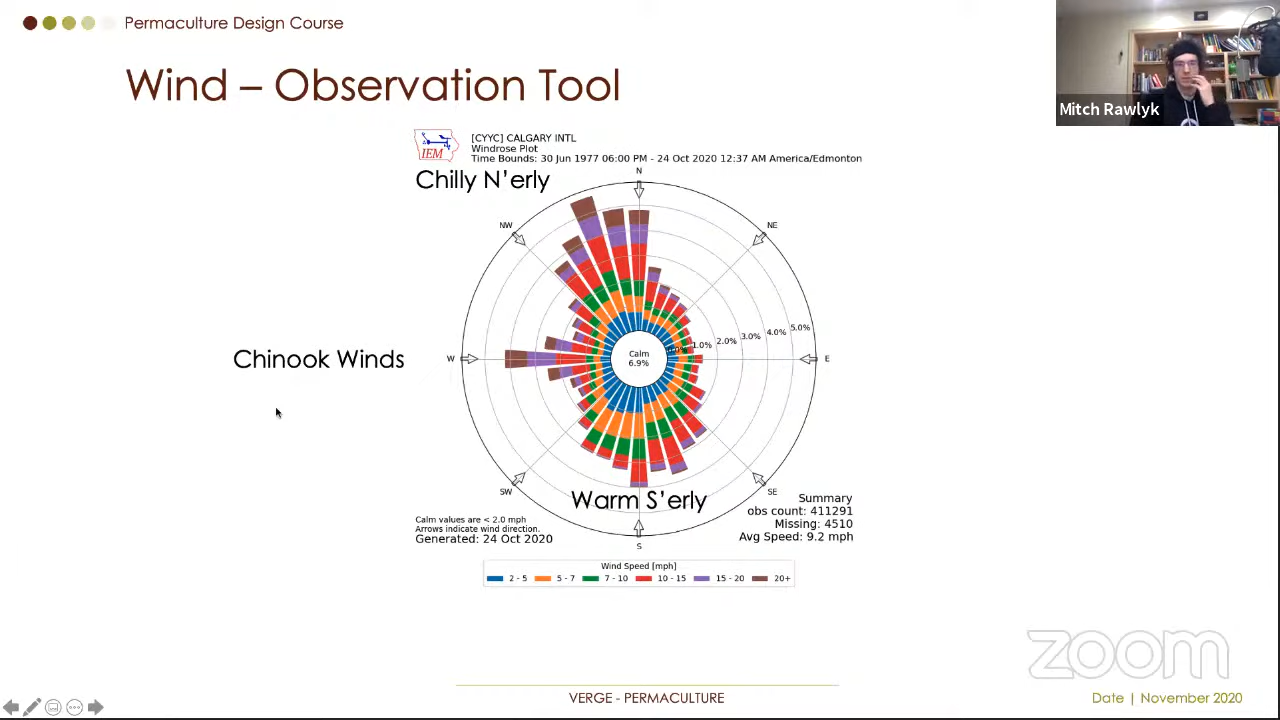 Permaculture Design Course
Wind – Observation Tool
Mitch Rawlyk
IEM
[CYYC] CALGARY INTL
Windrose Plot
Time Bounds: 30 Jun 1977 06:00 PM - 24 Oct 2020 12:37 AM America/Edmonton
Chilly N'erly
N
NW
NE
Chinook Winds
W
Calm
6.9%
1.0%
2.0%
3.0%
4.0%
5.0%
E
SW
Warm S'erly
SE
S
Calm values are < 2.0 mph
Arrows indicate wind direction.
Generated: 24 Oct 2020
Summary
obs count: 411291
Missing: 4510
Avg Speed: 9.2 mph
Wind Speed [mph]
2 - 5
5 - 7
7 - 10
10 - 15
15 - 20
20+
zoom
VERGE - PERMACULTURE
Date | November 2020